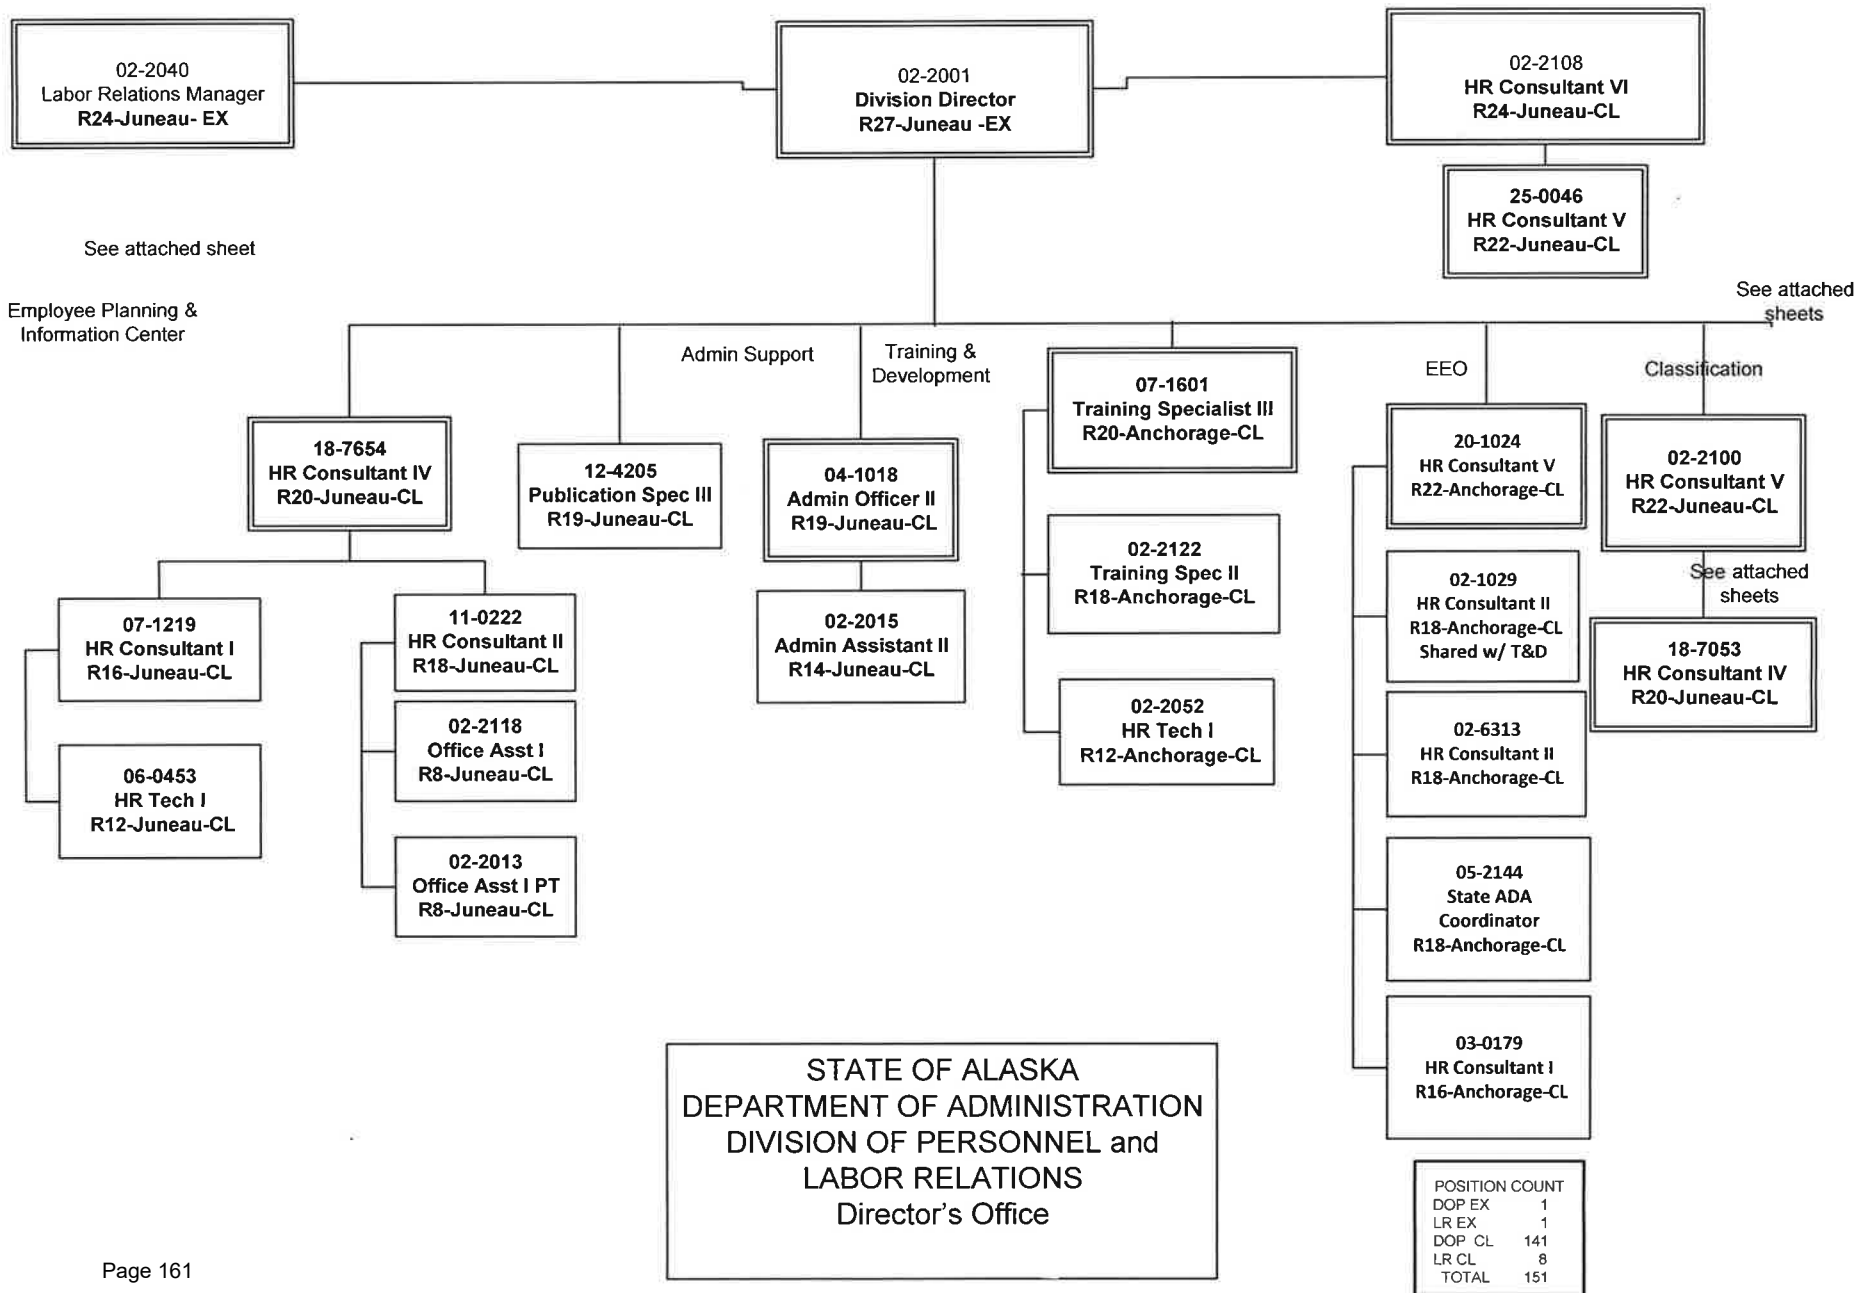 02-2040
Labor Relations Manager
R24-Juneau- EX
02-2001
Division Director
R27-Juneau -EX
02-2108
HR Consultant VI
R24-Juneau-CL
25-0046
HR Consultant V
R22-Juneau-CL
See attached sheet
See attached
sheets
Employee Planning &
Information Center
Admin Support
Training &
Development
EEO
Classification
18-7654
HR Consultant IV
R20-Juneau-CL
12-4205
Publication Spec III
R19-Juneau-CL
04-1018
Admin Officer II
R19-Juneau-CL
07-1601
Training Specialist III
R20-Anchorage-CL
20-1024
HR Consultant V
R22-Anchorage-CL
02-2100
HR Consultant V
R22-Juneau-CL
See attached
sheets
07-1219
HR Consultant I
R16-Juneau-CL
11-0222
HR Consultant II
R18-Juneau-CL
02-2015
Admin Assistant II
R14-Juneau-CL
02-2122
Training Spec II
R18-Anchorage-CL
02-1029
HR Consultant II
R18-Anchorage-CL
Shared w/ T&D
18-7053
HR Consultant IV
R20-Juneau-CL
06-0453
HR Tech I
R12-Juneau-CL
02-2118
Office Asst I
R8-Juneau-CL
02-2052
HR Tech I
R12-Anchorage-CL
02-6313
HR Consultant II
R18-Anchorage-CL
02-2013
Office Asst I PT
R8-Juneau-CL
05-2144
State ADA
Coordinator
R18-Anchorage-CL
03-0179
HR Consultant I
R16-Anchorage-CL
STATE OF ALASKA
DEPARTMENT OF ADMINISTRATION
DIVISION OF PERSONNEL and
LABOR RELATIONS
Director's Office
POSITION COUNT
DOP EX 1
LR EX 1
DOP CL 141
LR CL 8
TOTAL 151
Page 161